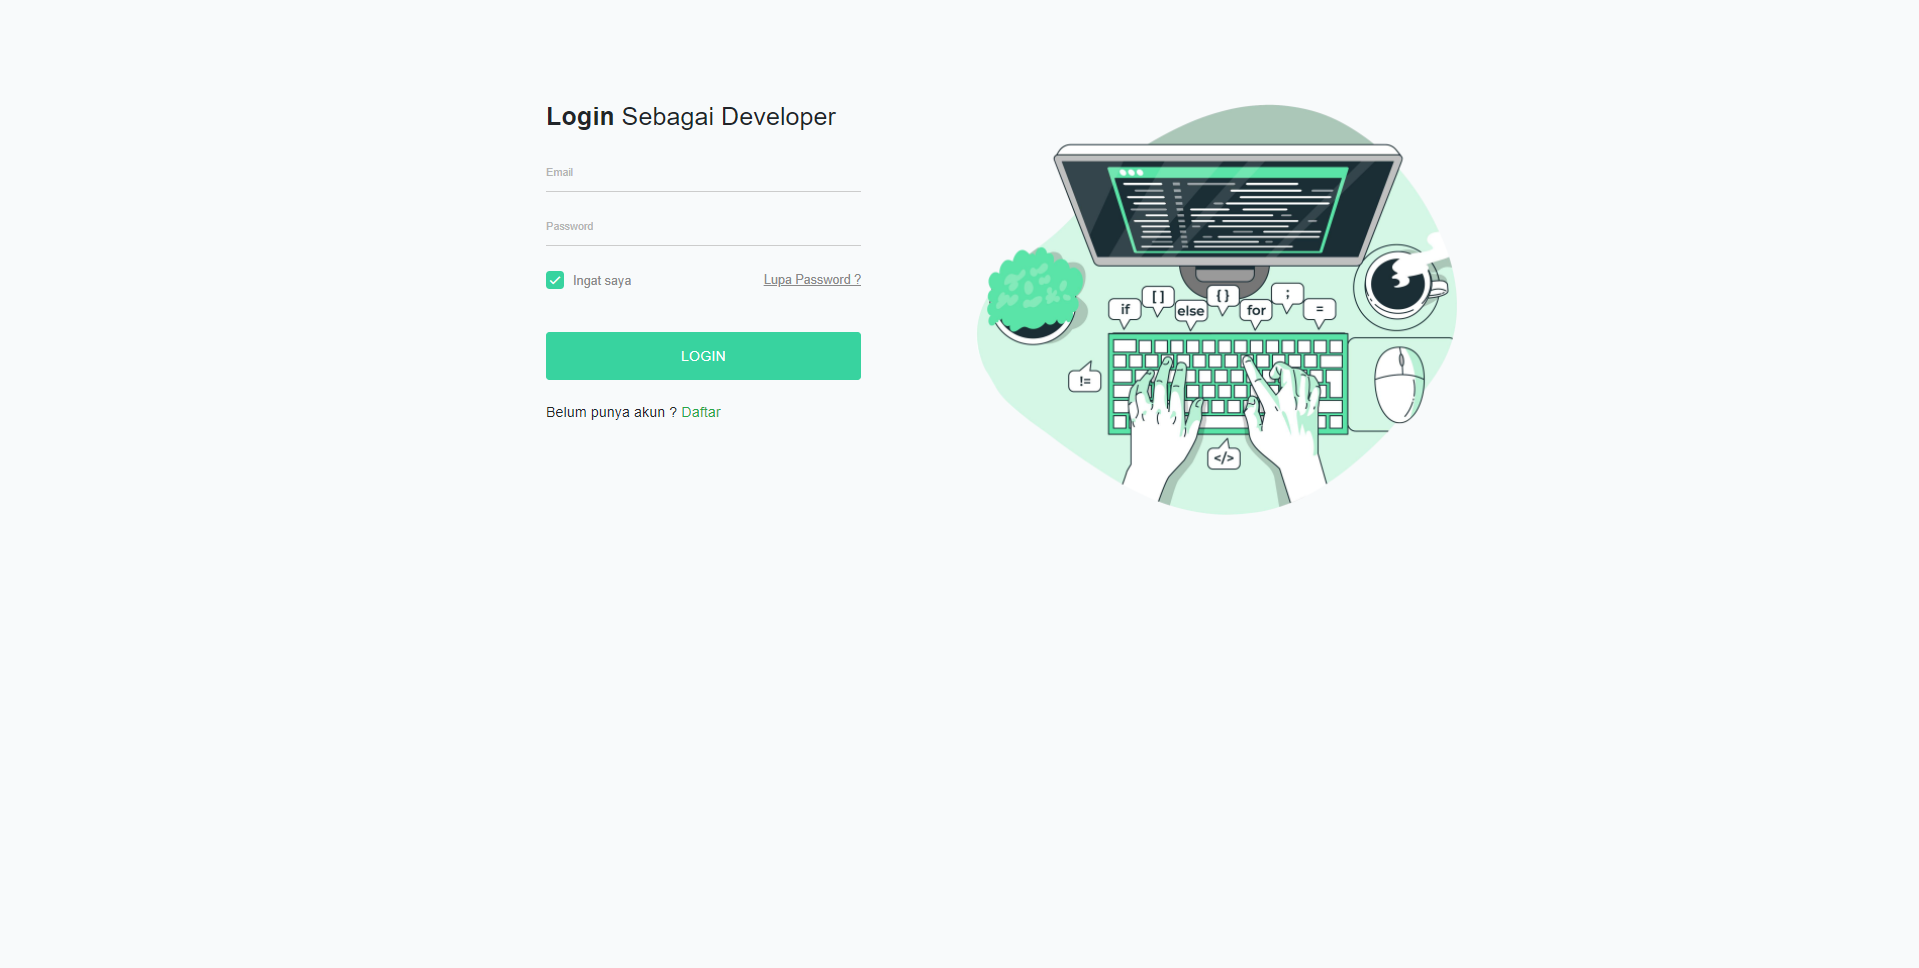 Login Sebagai Developer
Email
Password
Ingat saya
Lupa Password ?
LOGIN
Belum punya akun ? Daftar
if
[ ]
else
{ }
for
;
=
!=
</>